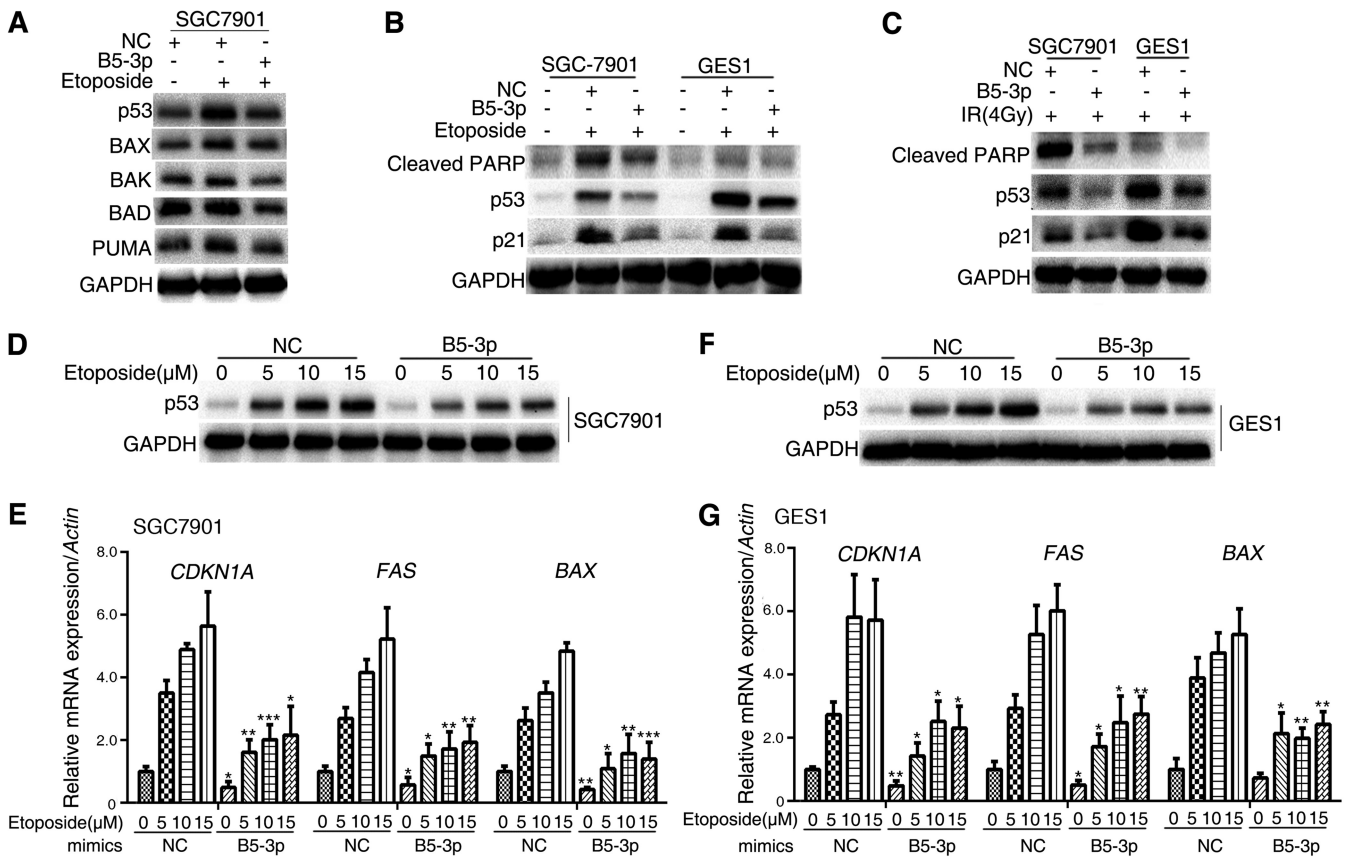 A
SGC7901
NC + + -
B5-3p - - +
Etoposide - + +
p53
BAX
BAK
BAD
PUMA
GAPDH
B
SGC-7901 GES1
NC - + - - + -
B5-3p - - + - - +
Etoposide - + + - + +
Cleaved PARP
p53
p21
GAPDH
C
SGC7901 GES1
NC + - + -
B5-3p - + - +
IR(4Gy) + + + +
Cleaved PARP
p53
p21
GAPDH
D
NC B5-3p
Etoposide(µM) 0 5 10 15 0 5 10 15
p53
GAPDH
SGC7901
F
NC B5-3p
Etoposide(µM) 0 5 10 15 0 5 10 15
p53
GAPDH
GES1
E
SGC7901
Relative mRNA expression/Actin
8.0
6.0
4.0
2.0
0
CDKN1A FAS BAX
* ** *** *
* * ** **
** * ** ***
Etoposide(µM) 0 5 10 15 0 5 10 15 0 5 10 15 0 5 10 15 0 5 10 15 0 5 10 15
mimics NC B5-3p NC B5-3p NC B5-3p
G
GES1
Relative mRNA expression/Actin
8.0
6.0
4.0
2.0
0
CDKN1A FAS BAX
** * * *
* * * **
* ** **
Etoposide(µM) 0 5 10 15 0 5 10 15 0 5 10 15 0 5 10 15 0 5 10 15 0 5 10 15
mimics NC B5-3p NC B5-3p NC B5-3p